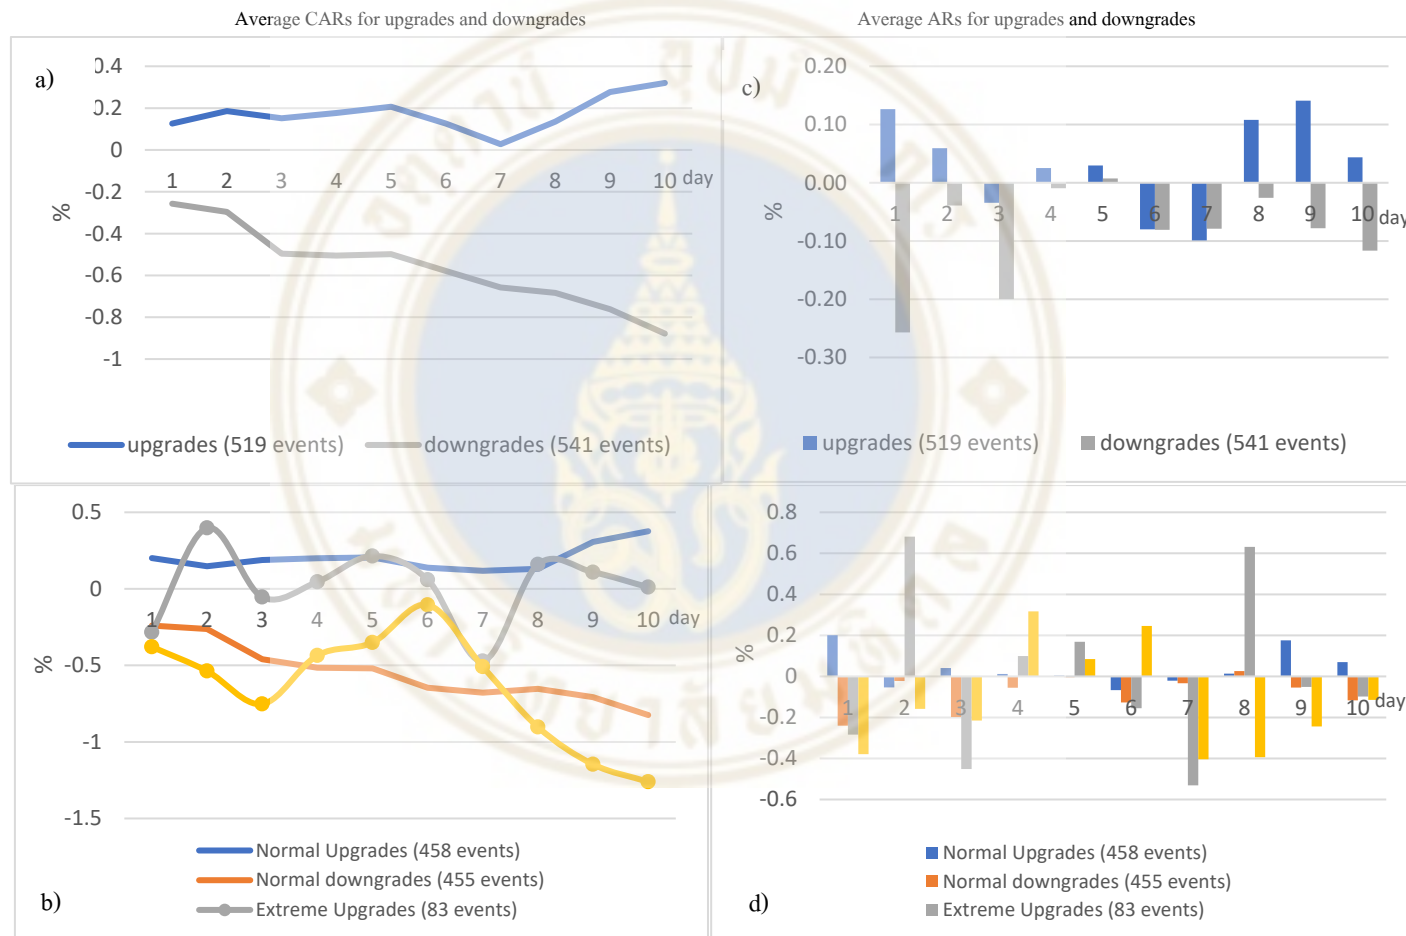 Average CARs for upgrades and downgrades
Average ARs for upgrades and downgrades
a)
0.4
0.2
0
-0.2
-0.4
-0.6
-0.8
-1
%
1 2 3 4 5 6 7 8 9 10 day
upgrades (519 events) downgrades (541 events)
c)
0.20
0.10
0.00
-0.10
-0.20
-0.30
%
1 2 3 4 5 6 7 8 9 10 day
upgrades (519 events) downgrades (541 events)
0.5
0
-0.5
-1
-1.5
%
1 2 3 4 5 6 7 8 9 10 day
Normal Upgrades (458 events)
Normal downgrades (455 events)
Extreme Upgrades (83 events)
b)
0.8
0.6
0.4
0.2
0
-0.2
-0.4
-0.6
%
1 2 3 4 5 6 7 8 9 10 day
Normal Upgrades (458 events)
Normal downgrades (455 events)
Extreme Upgrades (83 events)
d)